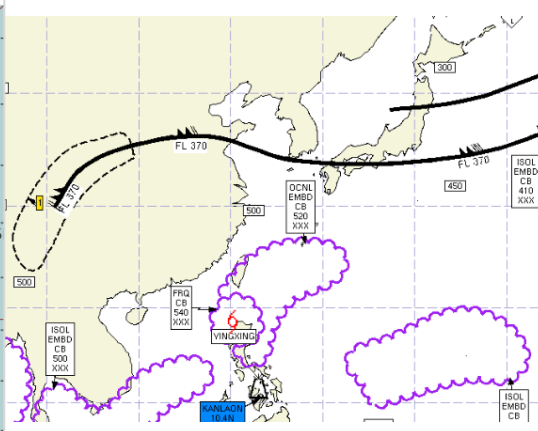 300
FL 370
FL 370
ISOL
EMBD
CB
410
XXX
FL 370
450
OCNL
EMBD
CB
520
XXX
1
500
500
FRQ
CB
540
XXX
YINGXING
ISOL
EMBD
CB
500
XXX
ISOL
EMBD
CB
KANLAON
10.4N